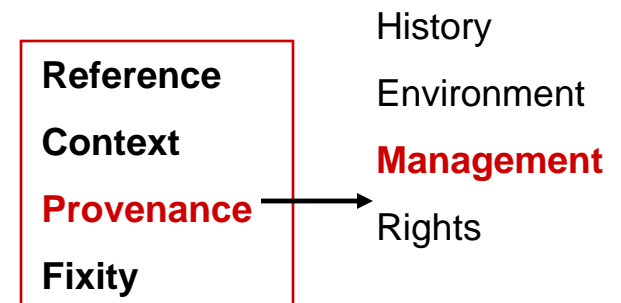 Reference
Context
Provenance
Fixity
History
Environment
Management
Rights